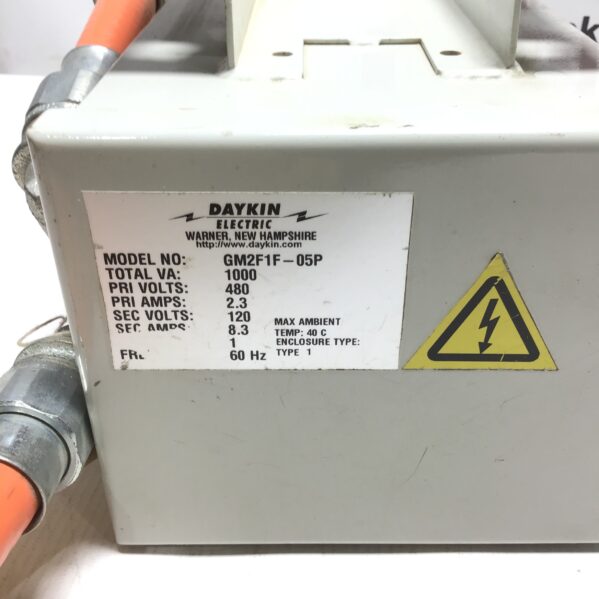 DAYKIN
ELECTRIC
WARNER, NEW HAMPSHIRE
http://www.daykin.com
MODEL NO: GM2F1F-05P
TOTAL VA: 1000
PRI VOLTS: 480
PRI AMPS: 2.3
SEC VOLTS: 120
SEC AMPS 8.3
1
60 Hz
MAX AMBIENT
TEMP: 40 C
ENCLOSURE TYPE:
TYPE 1